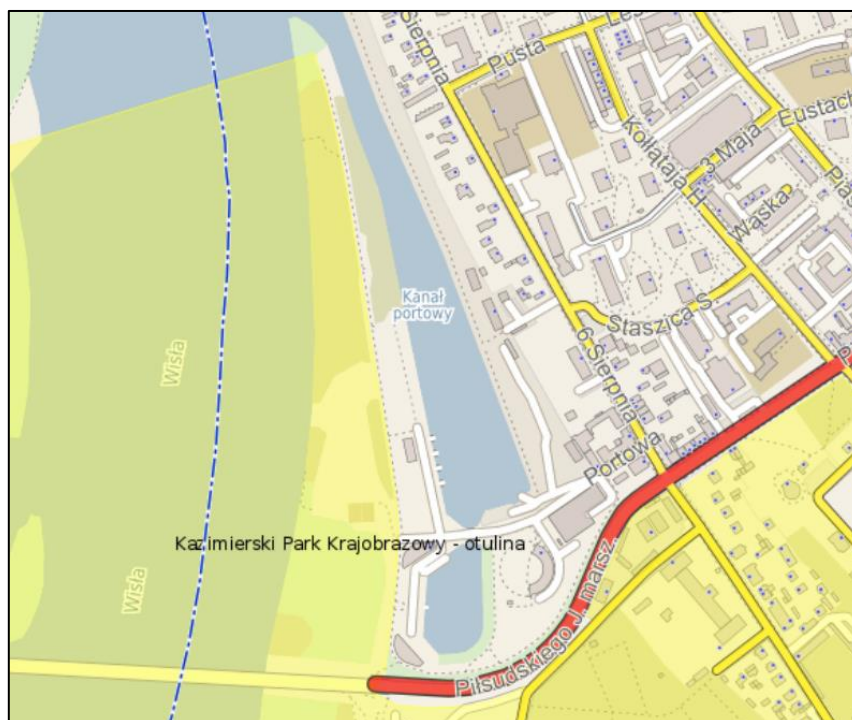 Sierpnia
Pusta
Kołłątaja H.
3 Maja
Eustach
Wąska
Pias
Kanał
portowy
Staszica S.
6 Sierpnia
Wisła
Portowa
Kazimierski Park Krajobrazowy - otulina
Wisła
Piłsudskiego J. marsz.